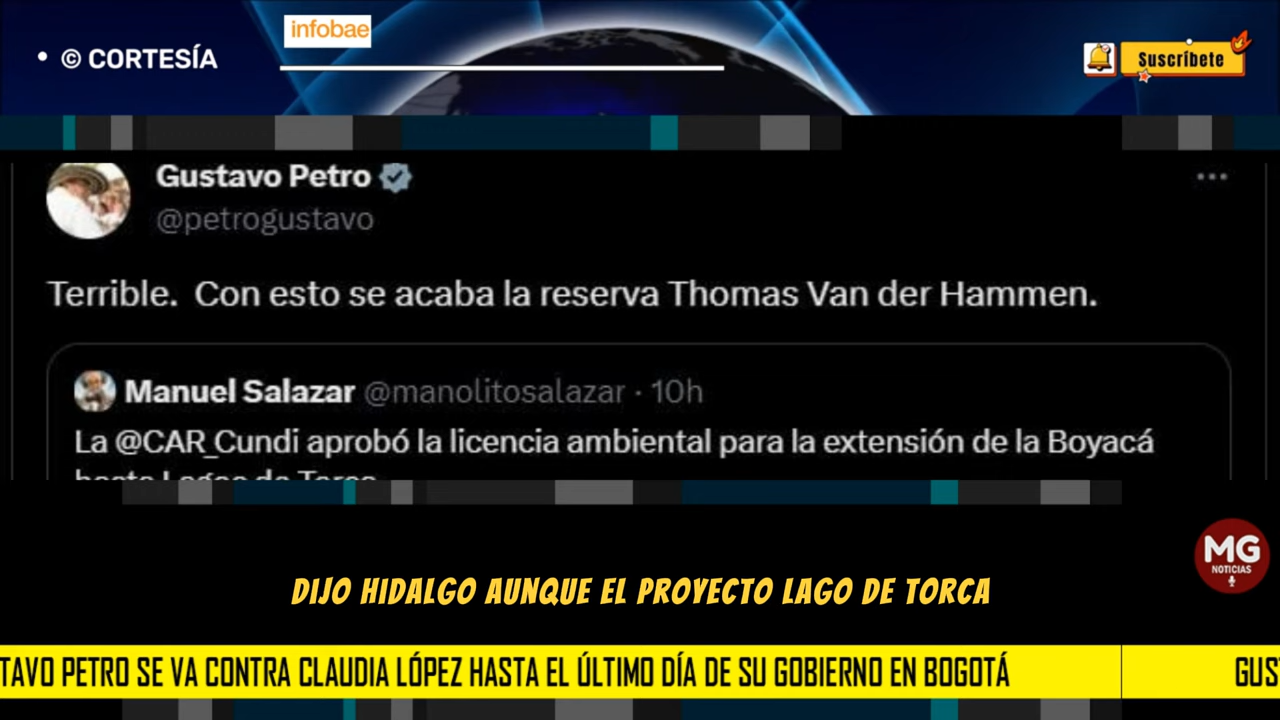 infobae
• © CORTESÍA
Suscríbete
Gustavo Petro
@petrogustavo
Terrible. Con esto se acaba la reserva Thomas Van der Hammen.
Manuel Salazar @manolitosalazar · 10h
La @CAR_Cundi aprobó la licencia ambiental para la extensión de la Boyacá
MG
NOTICIAS
DIJO HIDALGO AUNQUE EL PROYECTO LAGO DE TORCA
TAVO PETRO SE VA CONTRA CLAUDIA LÓPEZ HASTA EL ÚLTIMO DÍA DE SU GOBIERNO EN BOGOTÁ
GUS